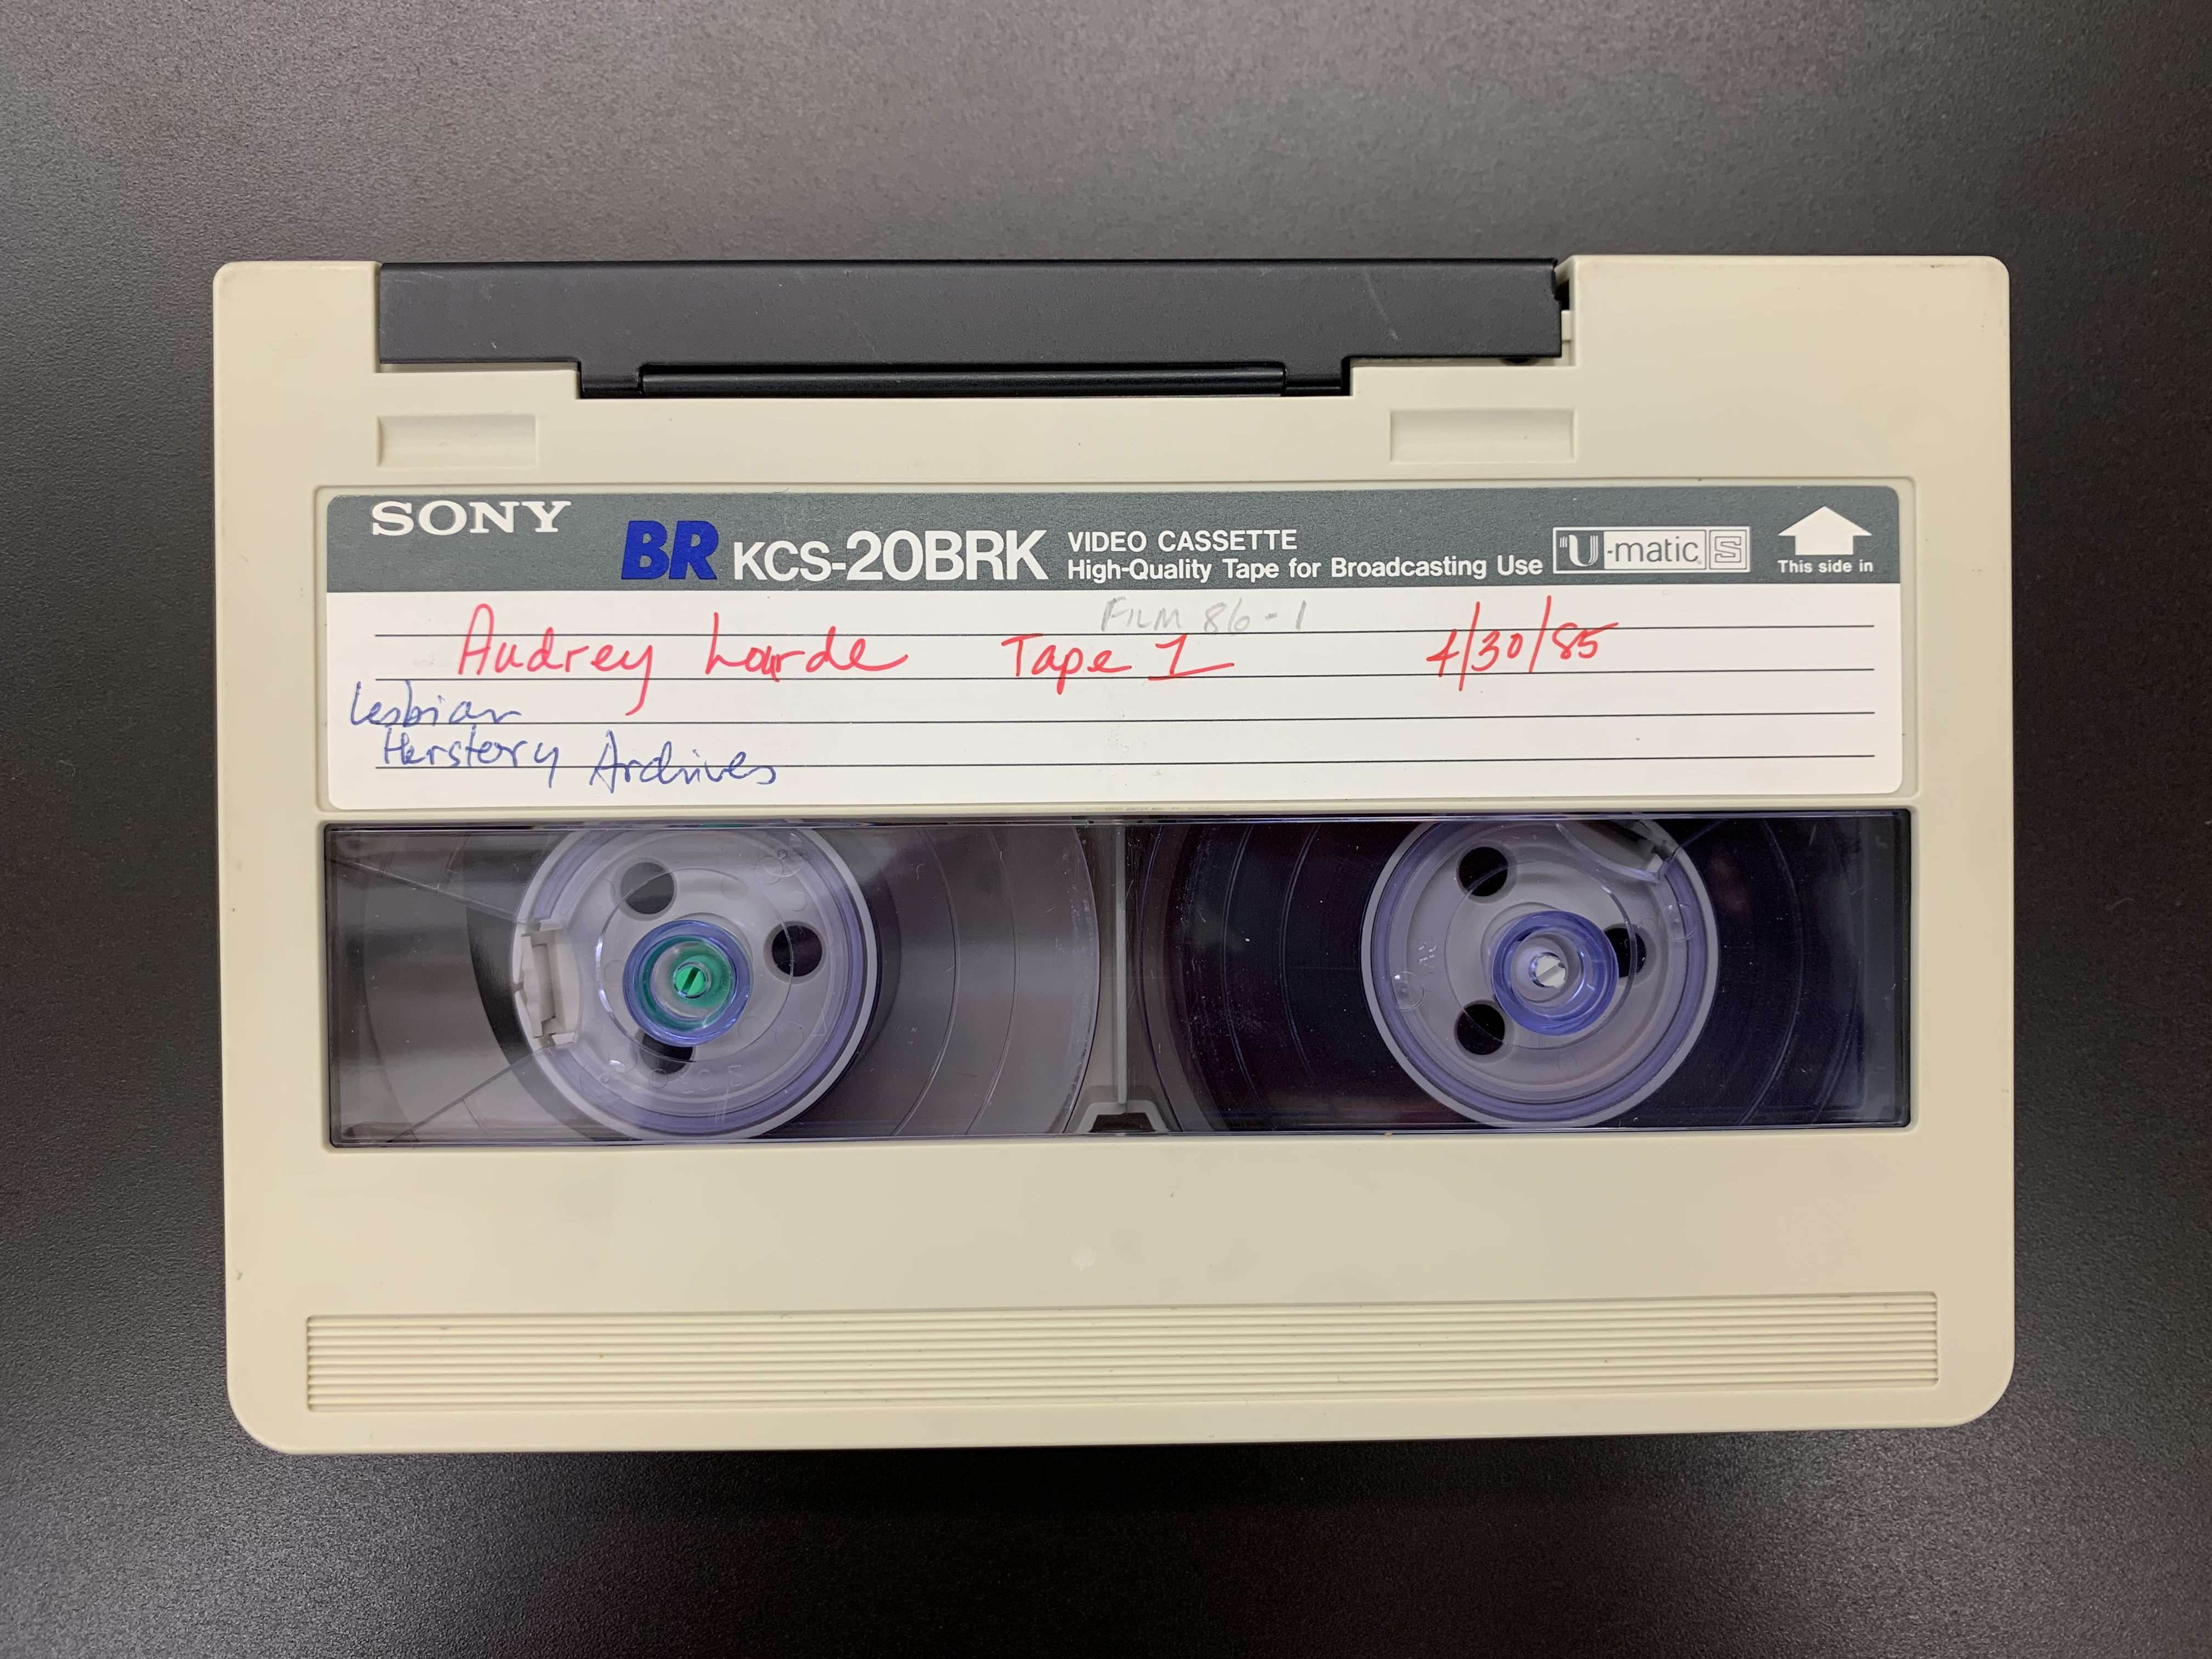 SONY
BR KCS-20BRK VIDEO CASSETTE
High-Quality Tape for Broadcasting Use
U-matic S
This side in
FILM 86-1
Audrey Lourde Tape 1 4/30/85
Lesbian
Herstory Archives